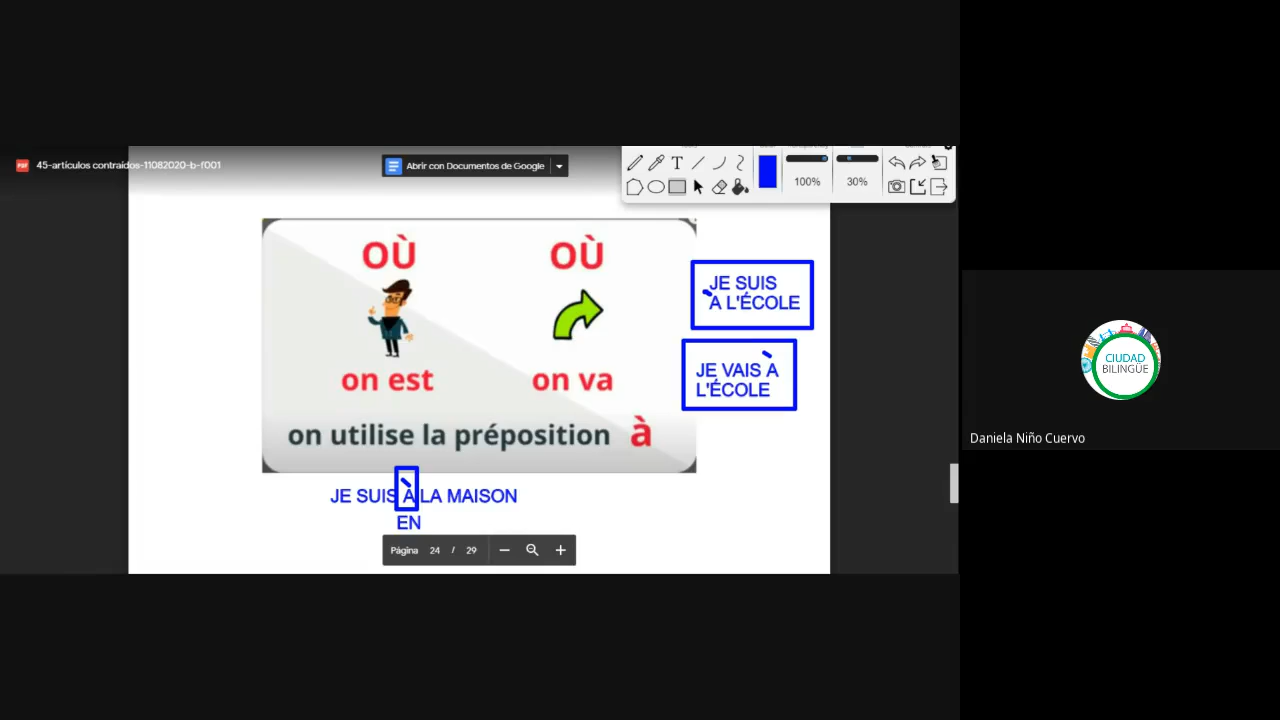 45-artículos contraídos-11082020-b-f001
Abrir con Documentos de Google
100%
30%
OÙ
OÙ
on est
on va
on utilise la préposition à
JE SUIS
À L'ÉCOLE
JE VAIS À
L'ÉCOLE
JE SUIS À LA MAISON
EN
Página 24 / 29
CIUDAD
BILINGÜE
Daniela Niño Cuervo